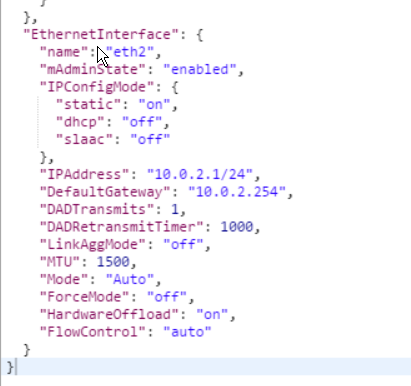 }
},
"EthernetInterface": {
"name": "eth2",
"mAdminState": "enabled",
"IPConfigMode": {
"static": "on",
"dhcp": "off",
"slaac": "off"
},
"IPAddress": "10.0.2.1/24",
"DefaultGateway": "10.0.2.254",
"DADTransmits": 1,
"DADRetransmitTimer": 1000,
"LinkAggMode": "off",
"MTU": 1500,
"Mode": "Auto",
"ForceMode": "off",
"HardwareOffload": "on",
"FlowControl": "auto"
}
}